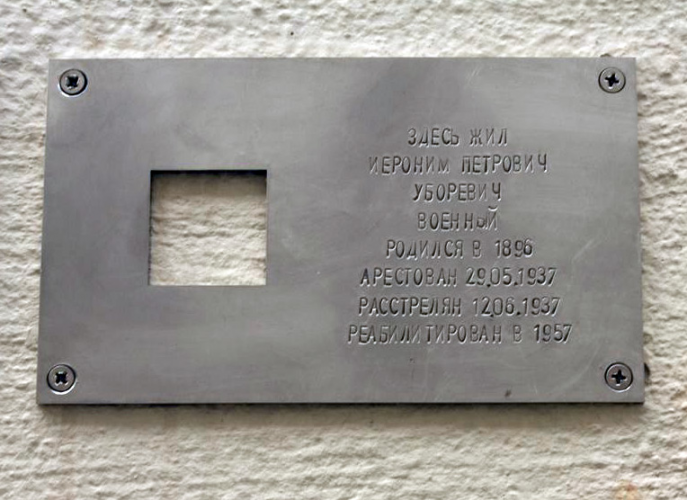 ЗДЕСЬ ЖИЛ
ИЕРОНИМ ПЕТРОВИЧ
УБОРЕВИЧ
ВОЕННЫЙ
РОДИЛСЯ В 1896
АРЕСТОВАН 29.05.1937
РАССТРЕЛЯН 12.06.1937
РЕАБИЛИТИРОВАН В 1957